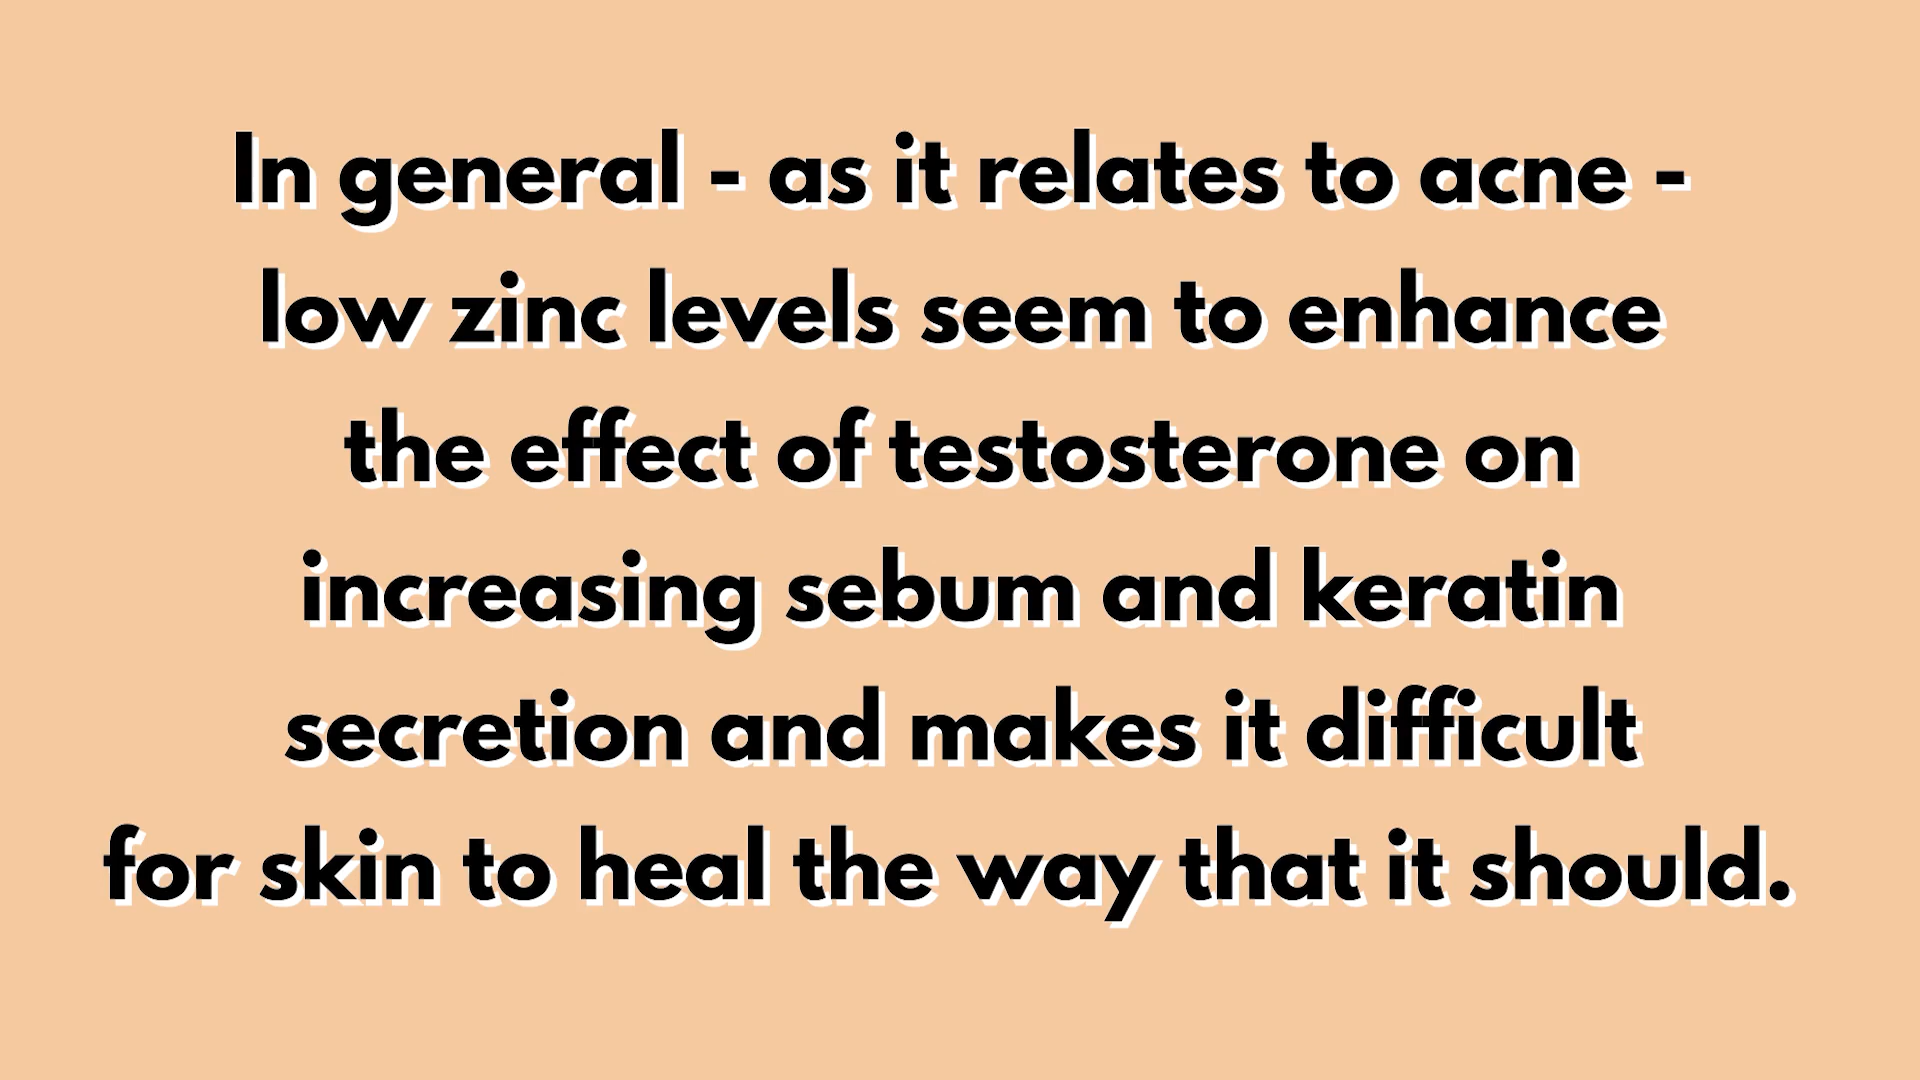 In general - as it relates to acne -
low zinc levels seem to enhance
the effect of testosterone on
increasing sebum and keratin
secretion and makes it difficult
for skin to heal the way that it should.